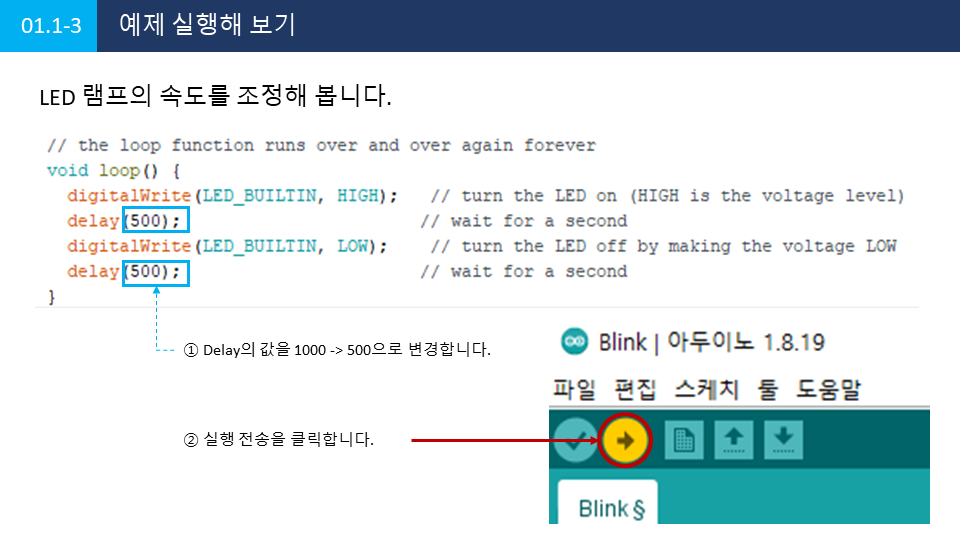 01.1-3 예제 실행해 보기
LED 램프의 속도를 조정해 봅니다.
// the loop function runs over and over again forever
void loop() {
digitalWrite(LED_BUILTIN, HIGH); // turn the LED on (HIGH is the voltage level)
delay(500); // wait for a second
digitalWrite(LED_BUILTIN, LOW); // turn the LED off by making the voltage LOW
delay(500); // wait for a second
}
① Delay의 값을 1000 -> 500으로 변경합니다.
Blink | 아두이노 1.8.19
파일 편집 스케치 툴 도움말
② 실행 전송을 클릭합니다.
Blink §